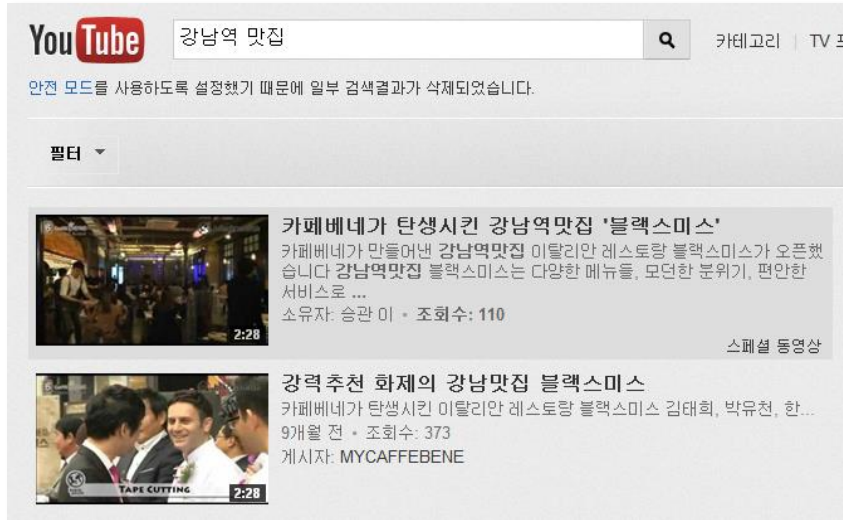 YouTube 강남역 맛집 카테고리 TV
안전 모드를 사용하도록 설정했기 때문에 일부 검색결과가 삭제되었습니다.
필터
카페베네가 탄생시킨 강남역맛집 '블랙스미스'
카페베네가 만들어낸 강남역맛집 이탈리안 레스토랑 블랙스미스가 오픈했
습니다 강남역맛집 블랙스미스는 다양한 메뉴들, 모던한 분위기, 편안한
서비스로 ...
소유자: 승관 이 • 조회수: 110
2:28
스페셜 동영상
강력추천 화제의 강남맛집 블랙스미스
카페베네가 탄생시킨 이탈리안 레스토랑 블랙스미스 김태희, 박유천, 한...
9개월 전 • 조회수: 373
게시자: MYCAFFEBENE
TAPE CUTTING
2:28